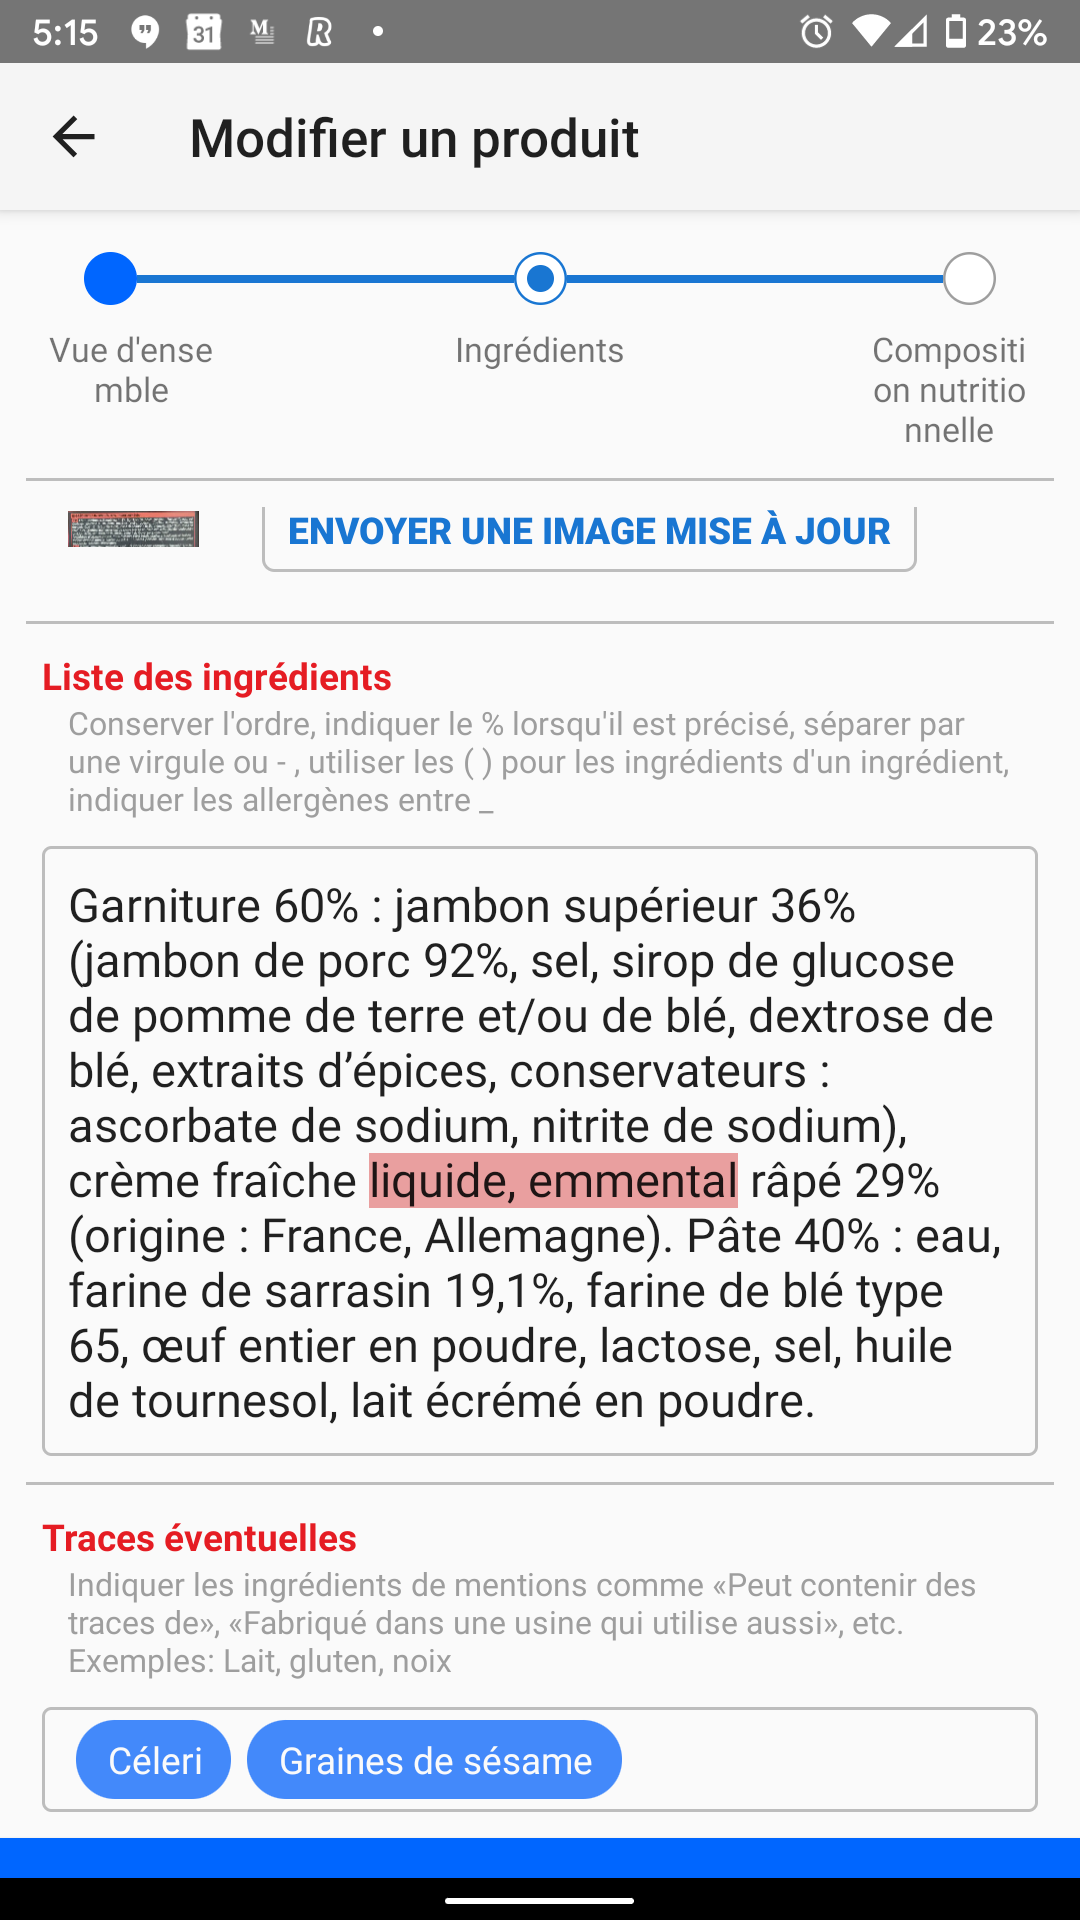 5:15
31
M
R
23%
Modifier un produit
Vue d'ense
mble
Ingrédients
Compositi
on nutritio
nnelle
ENVOYER UNE IMAGE MISE À JOUR
Liste des ingrédients
Conserver l'ordre, indiquer le % lorsqu'il est précisé, séparer par
une virgule ou - , utiliser les ( ) pour les ingrédients d'un ingrédient,
indiquer les allergènes entre _
Garniture 60% : jambon supérieur 36%
(jambon de porc 92%, sel, sirop de glucose
de pomme de terre et/ou de blé, dextrose de
blé, extraits d’épices, conservateurs :
ascorbate de sodium, nitrite de sodium),
crème fraîche liquide, emmental râpé 29%
(origine : France, Allemagne). Pâte 40% : eau,
farine de sarrasin 19,1%, farine de blé type
65, œuf entier en poudre, lactose, sel, huile
de tournesol, lait écrémé en poudre.
Traces éventuelles
Indiquer les ingrédients de mentions comme «Peut contenir des
traces de», «Fabriqué dans une usine qui utilise aussi», etc.
Exemples: Lait, gluten, noix
Céleri
Graines de sésame